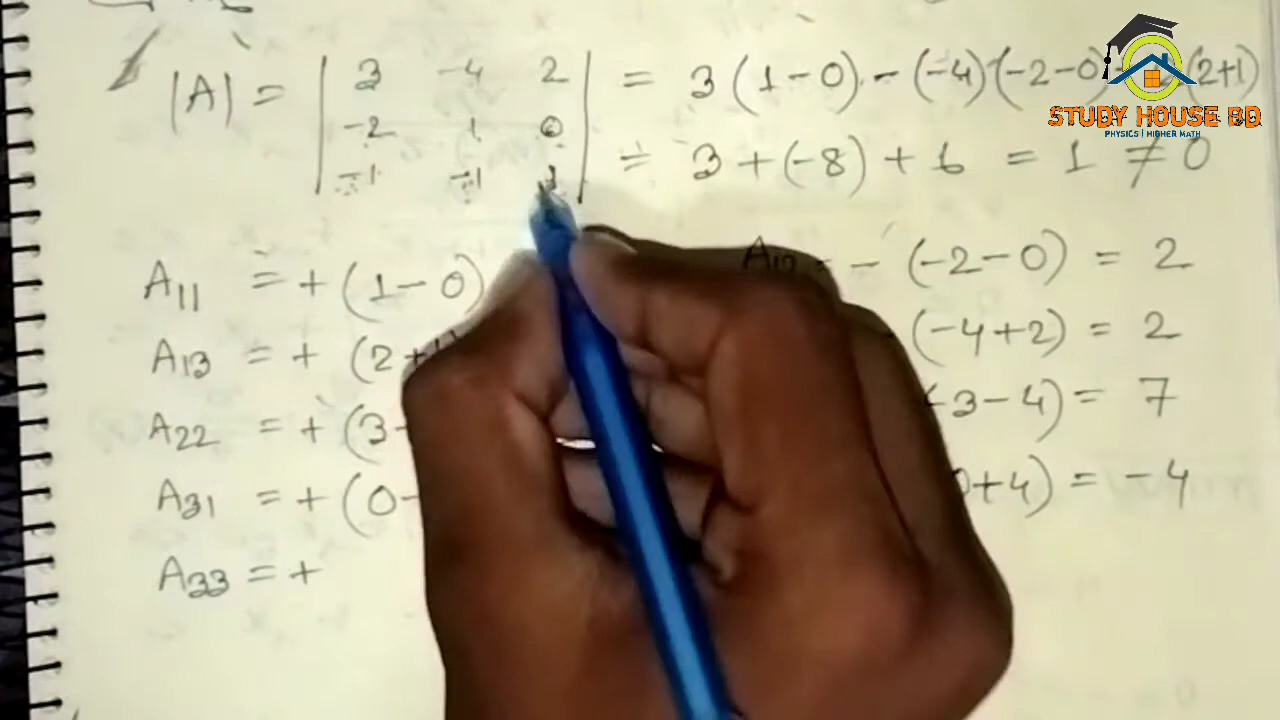 |A| = | 3 -4 2 | = 3(1-0) - (-4)(-2-0) (2+1)
-2 1 0
-1 -1 1
= 3 + (-8) + 6 = 1 ≠ 0
STUDY HOUSE BD
PHYSICS | HIGHER MATH
A11 = + (1-0)
A12 = - (-2-0) = 2
A13 = + (2+1)
(-4+2) = 2
A22 = + (3
(-3-4) = 7
A31 = + (0-
0+4) = -4
A33 = +